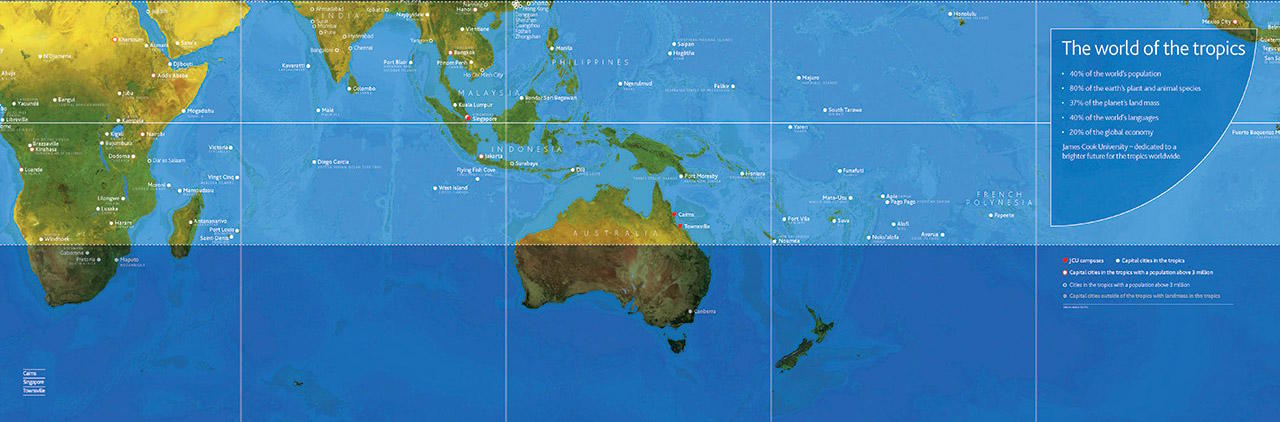 Ahmadabad
Kolkata
INDIA
Surat
Mumbai
Pune
Hyderabad
Bangalore
Chennai
Naypyidaw
Hanoi
Nanning
Hong Kong
Shenzhen
Guangzhou
Foshan
Zhongshan
Honolulu
Mexico City
Khartoum
Asmara
Sana'a
N'Djamena
Djibouti
Addis Ababa
Kavaratti
Port Blair
Yangon
Vientiane
Bangkok
Phnom Penh
Ho Chi Minh City
Manila
PHILIPPINES
Saipan
Hagåtña
The world of the tropics
• 40% of the world's population
• 80% of the earth's plant and animal species
• 37% of the planet's land mass
• 40% of the world's languages
• 20% of the global economy
James Cook University – dedicated to a
brighter future for the tropics worldwide.
Abuja
Yaoundé
Bangui
Juba
Mogadishu
Colombo
Malé
MALAYSIA
Kuala Lumpur
Bandar Seri Begawan
Singapore
Ngerulmud
Palikir
Majuro
South Tarawa
Yaren
Libreville
Kampala
Kigali
Nairobi
Bujumbura
Brazzaville
Kinshasa
Dodoma
Dar es Salaam
Victoria
Diego Garcia
INDONESIA
Jakarta
Surabaya
Flying Fish Cove
West Island
Dili
Port Moresby
Honiara
Funafuti
Puerto Baquerizo M
Luanda
Moroni
Mamoudzou
Vingt Cinq
Lilongwe
Lusaka
Harare
Antananarivo
Port Louis
Saint-Denis
Windhoek
Gaborone
Pretoria
Maputo
Cairns
Townsville
AUSTRALIA
Canberra
Port Vila
Nouméa
Suva
Mata-Utu
Apia
Pago Pago
Alofi
Nuku'alofa
Avarua
FRENCH
POLYNESIA
Papeete
JCU campuses
Capital cities in the tropics
Capital cities in the tropics with a population above 3 million
Cities in the tropics with a population above 3 million
Capital cities outside of the tropics with landmass in the tropics
Cairns
Singapore
Townsville